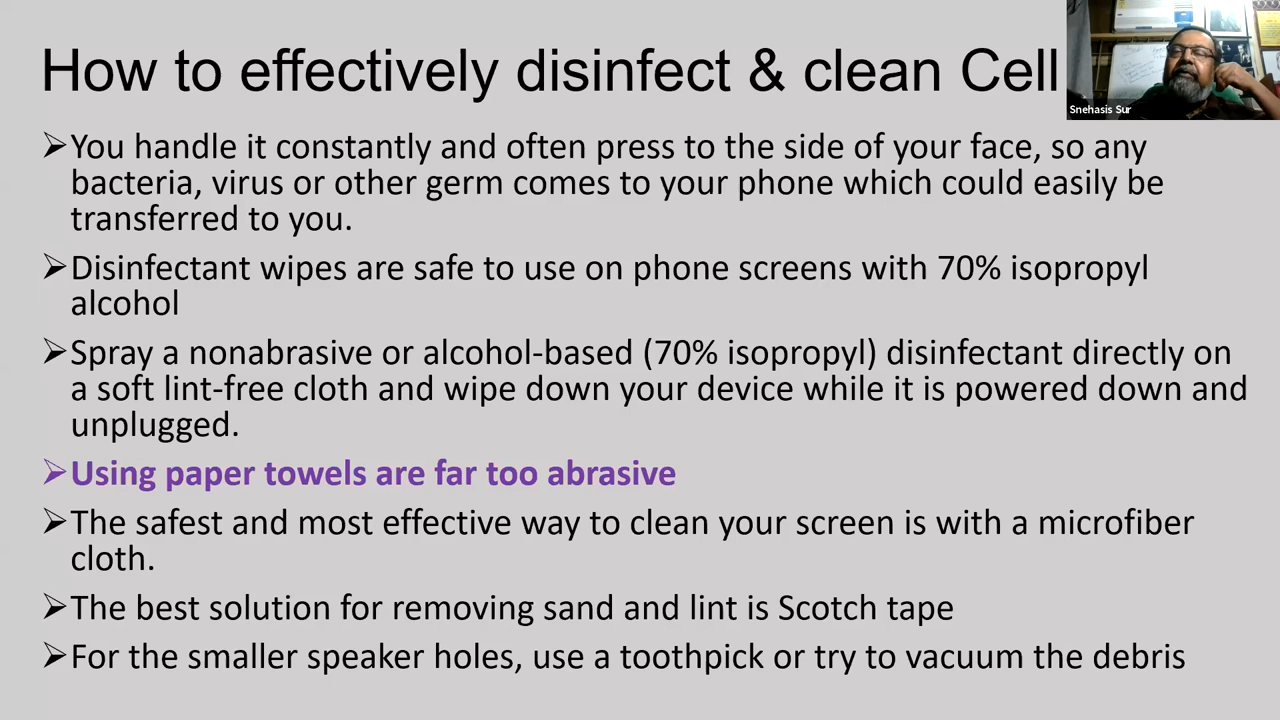 How to effectively disinfect & clean Cell
Snehasis Sur
➢You handle it constantly and often press to the side of your face, so any
bacteria, virus or other germ comes to your phone which could easily be
transferred to you.
➢Disinfectant wipes are safe to use on phone screens with 70% isopropyl
alcohol
➢Spray a nonabrasive or alcohol-based (70% isopropyl) disinfectant directly on
a soft lint-free cloth and wipe down your device while it is powered down and
unplugged.
➢Using paper towels are far too abrasive
➢The safest and most effective way to clean your screen is with a microfiber
cloth.
➢The best solution for removing sand and lint is Scotch tape
➢For the smaller speaker holes, use a toothpick or try to vacuum the debris